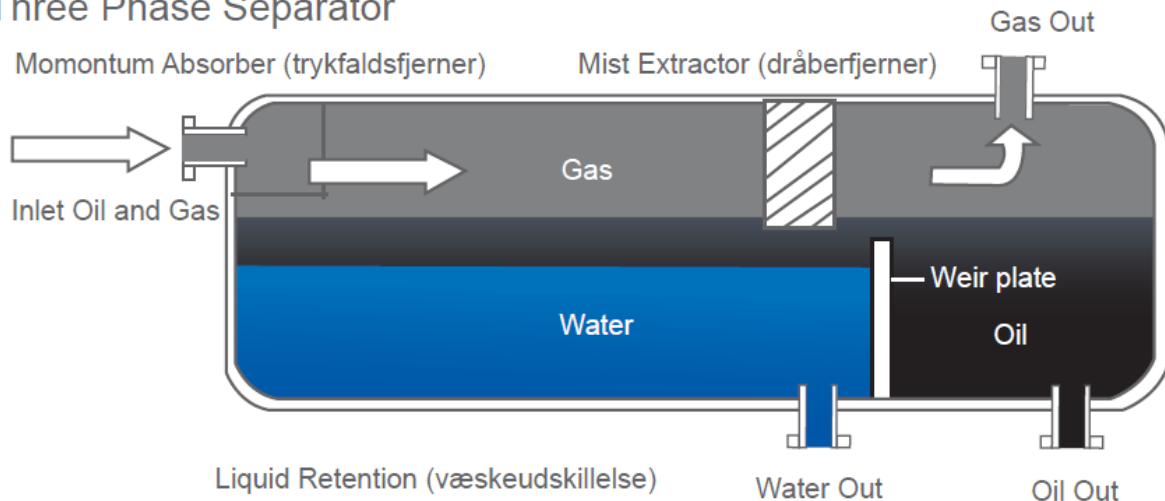 Three Phase Separator
Gas Out
Momontum Absorber (trykfaldsfjerner)
Mist Extractor (dråberfjerner)
Gas
Inlet Oil and Gas
Weir plate
Water
Oil
Liquid Retention (væskeudskillelse)
Water Out
Oil Out